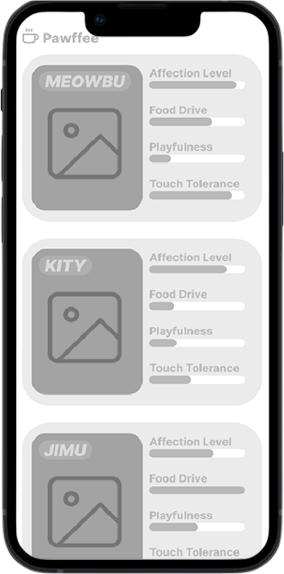 Pawffee
MEOWBU
Affection Level
Food Drive
Playfulness
Touch Tolerance
KITY
Affection Level
Food Drive
Playfulness
Touch Tolerance
JIMU
Affection Level
Food Drive
Playfulness
Touch Tolerance